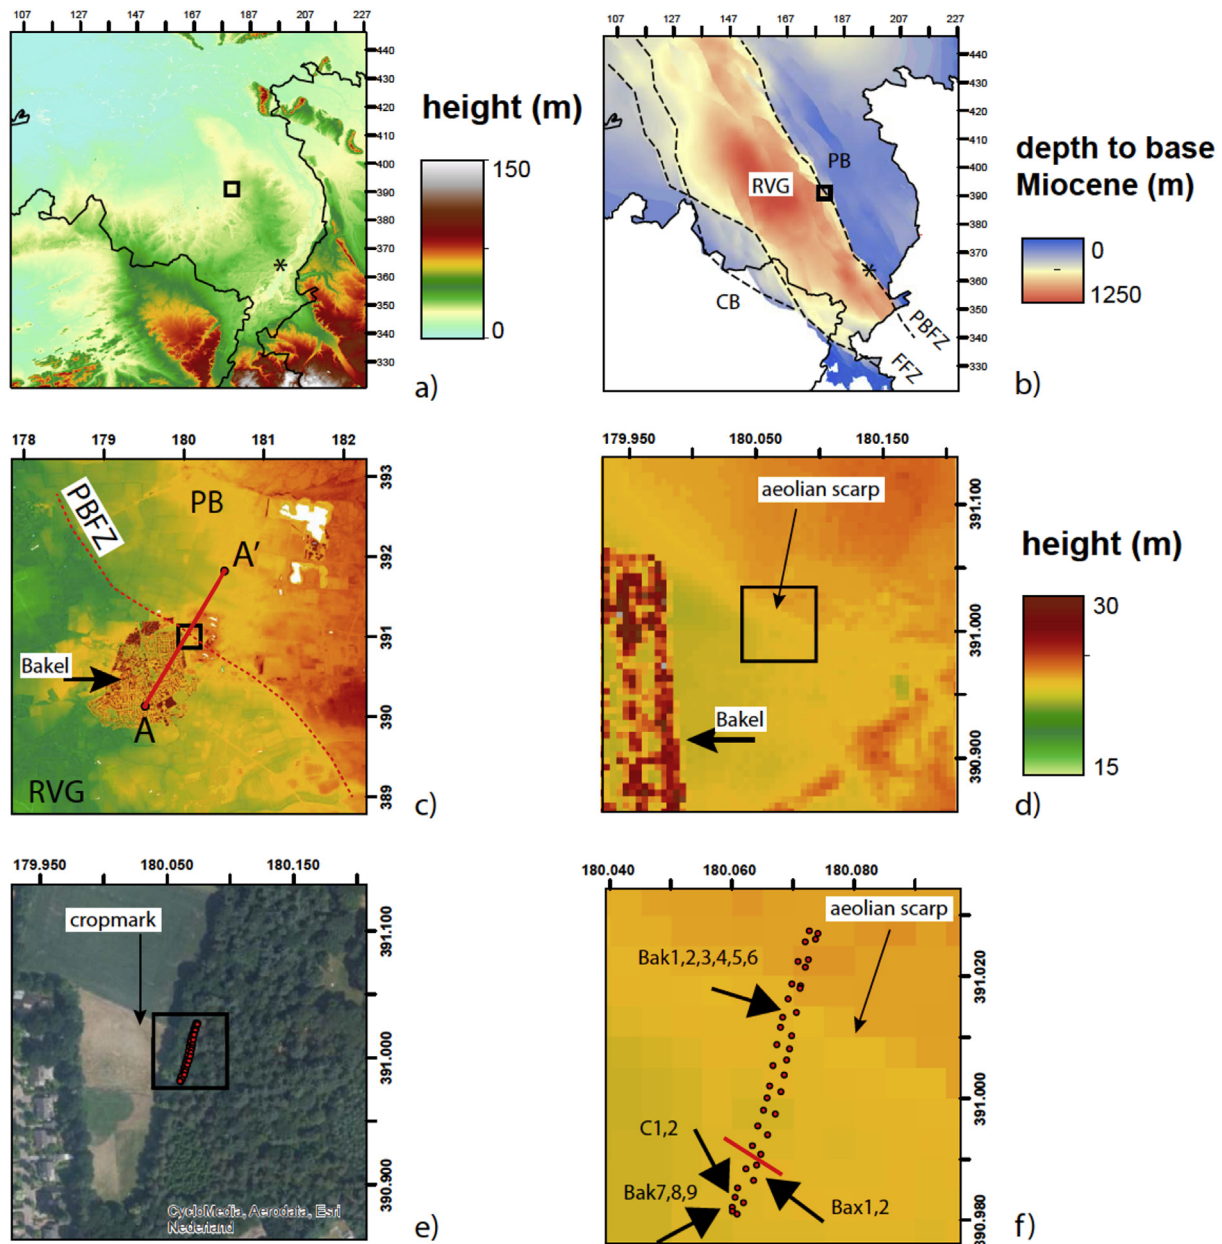 107 127 147 167 187 207 227
440
430
420
410
400
390
380
370
360
350
340
330
*
height (m)
150
0
a)
107 127 147 167 187 207 227
440
430
420
410
400
390
380
370
360
350
340
330
PB
RVG
CB
*
PBFZ
FFZ
depth to base
Miocene (m)
0
1250
b)
178 179 180 181 182
393
392
391
390
389
PBFZ
PB
A'
Bakel
A
RVG
c)
179.950 180.050 180.150
391.100
391.000
390.900
aeolian scarp
Bakel
height (m)
30
15
d)
179.950 180.050 180.150
391.100
391.000
390.900
cropmark
CycloMedia, Aerodata, Esri
Nederland
e)
180.040 180.060 180.080
391.020
391.000
390.980
aeolian scarp
Bak1,2,3,4,5,6
C1,2
Bak7,8,9
Bax1,2
f)